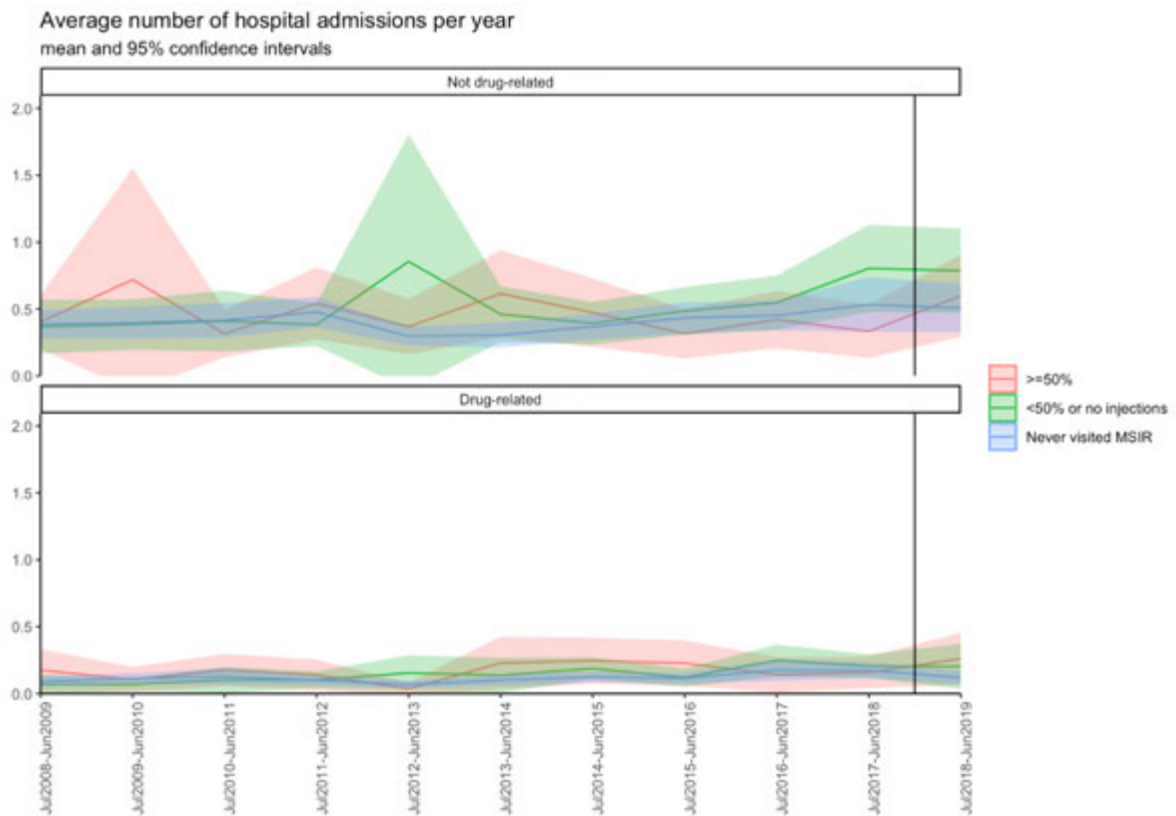 Average number of hospital admissions per year
mean and 95% confidence intervals
Not drug-related
2.0
1.5
1.0
0.5
0.0
Drug-related
2.0
1.5
1.0
0.5
0.0
Jul2008-Jun2009
Jul2009-Jun2010
Jul2010-Jun2011
Jul2011-Jun2012
Jul2012-Jun2013
Jul2013-Jun2014
Jul2014-Jun2015
Jul2015-Jun2016
Jul2016-Jun2017
Jul2017-Jun2018
Jul2018-Jun2019
>=50%
<50% or no injections
Never visited MSIR